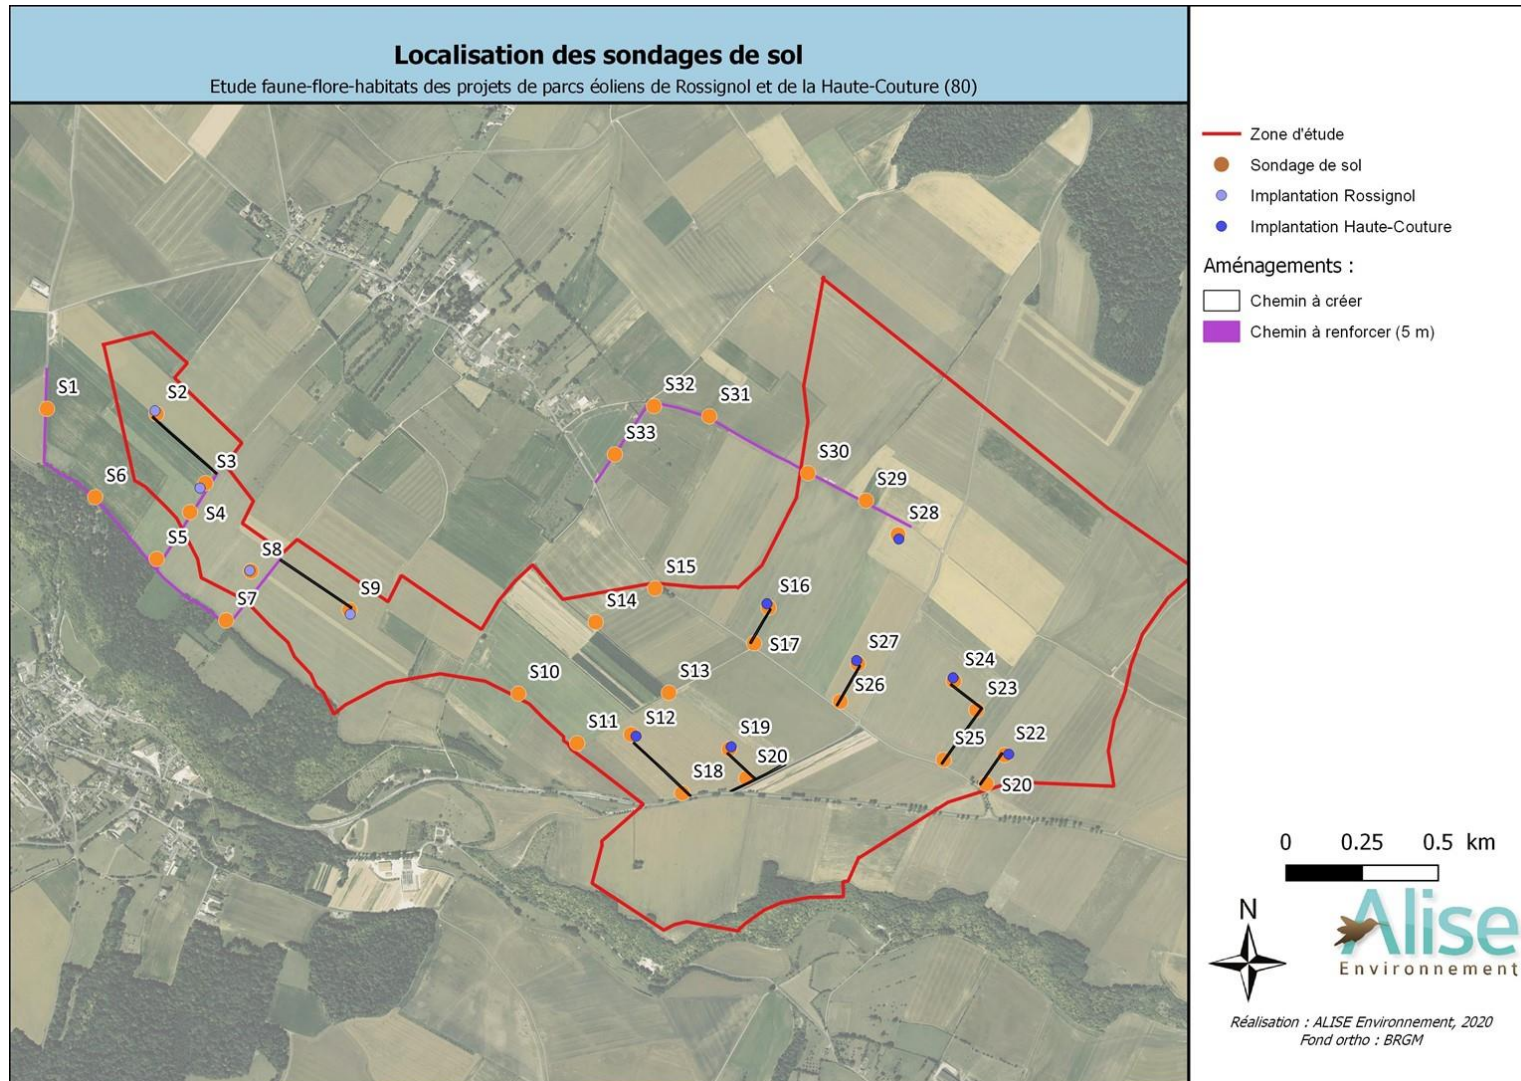 Localisation des sondages de sol
Etude faune-flore-habitats des projets de parcs éoliens de Rossignol et de la Haute-Couture (80)
Zone d'étude
Sondage de sol
Implantation Rossignol
Implantation Haute-Couture
Aménagements :
Chemin à créer
Chemin à renforcer (5 m)
S1
S2
S3
S4
S5
S6
S7
S8
S9
S10
S11
S12
S13
S14
S15
S16
S17
S18
S19
S20
S20
S22
S23
S24
S25
S26
S27
S28
S29
S30
S31
S32
S33
0 0.25 0.5 km
N
Alise
Environnement
Réalisation : ALISE Environnement, 2020
Fond ortho : BRGM